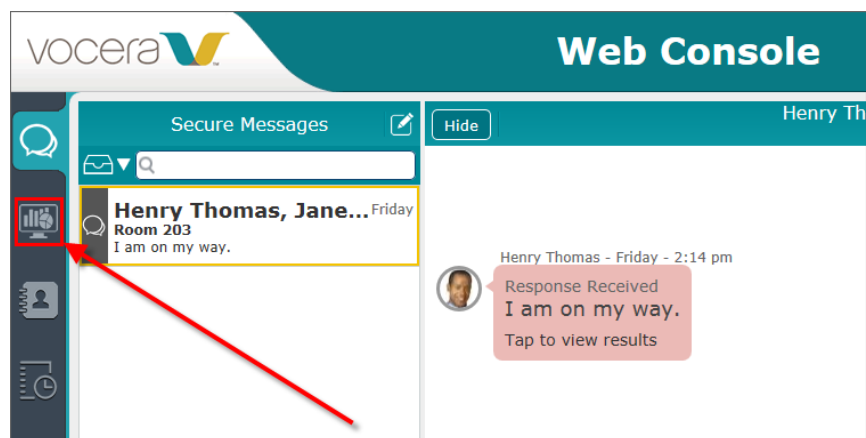 vocera
Web Console
Secure Messages
Henry Thomas, Jane... Friday
Room 203
I am on my way.
Hide
Henry Th
Henry Thomas - Friday - 2:14 pm
Response Received
I am on my way.
Tap to view results